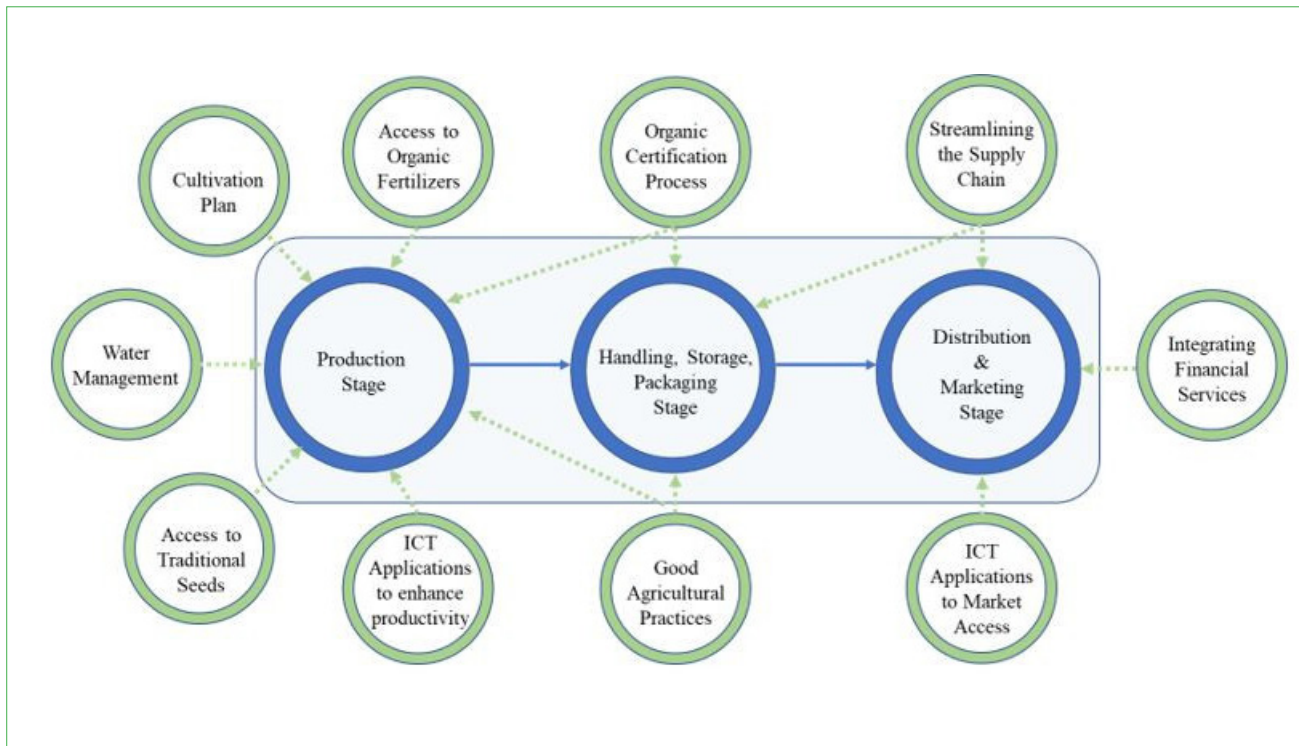 Cultivation
Plan
Access to
Organic
Fertilizers
Organic
Certification
Process
Streamlining
the Supply
Chain
Water
Management
Production
Stage
Handling, Storage,
Packaging
Stage
Distribution
&
Marketing
Stage
Integrating
Financial
Services
Access to
Traditional
Seeds
ICT
Applications
to enhance
productivity
Good
Agricultural
Practices
ICT
Applications
to Market
Access